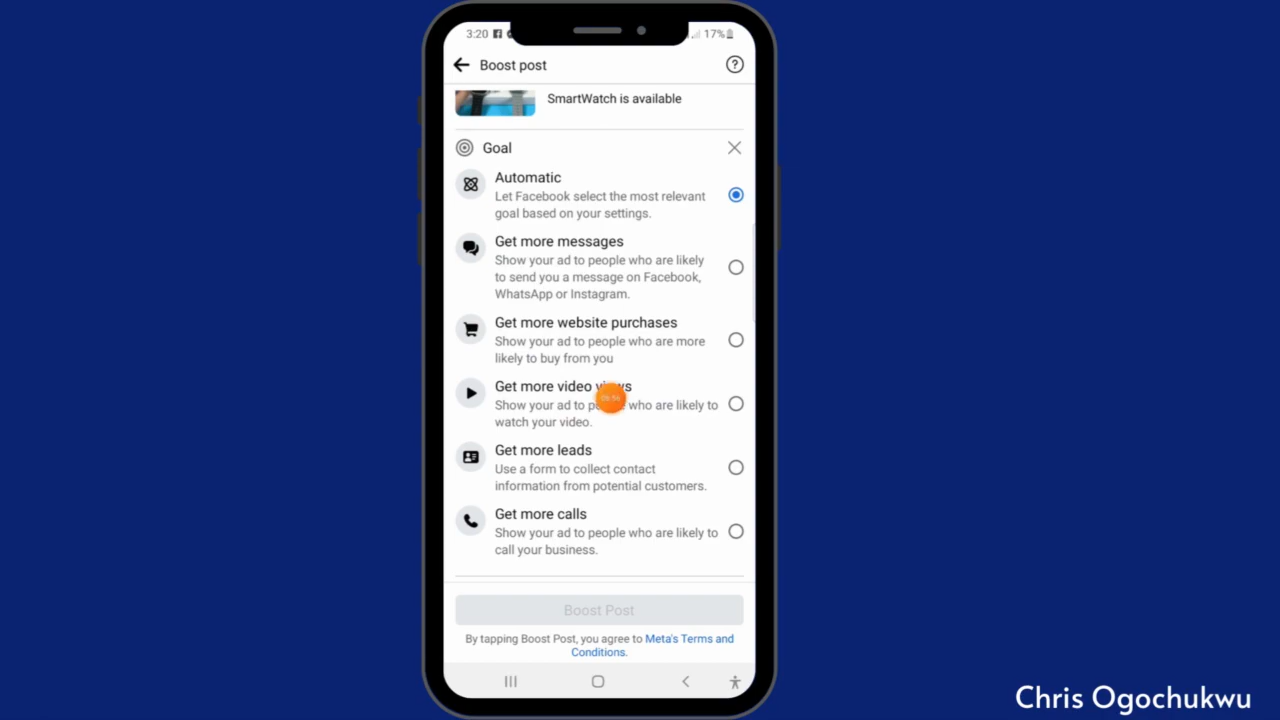 3:20
17%
Boost post
SmartWatch is available
Goal
Automatic
Let Facebook select the most relevant
goal based on your settings.
Get more messages
Show your ad to people who are likely
to send you a message on Facebook,
WhatsApp or Instagram.
Get more website purchases
Show your ad to people who are more
likely to buy from you
Get more video views
Show your ad to people who are likely to
watch your video.
Get more leads
Use a form to collect contact
information from potential customers.
Get more calls
Show your ad to people who are likely to
call your business.
Boost Post
By tapping Boost Post, you agree to Meta's Terms and
Conditions.
Chris Ogochukwu